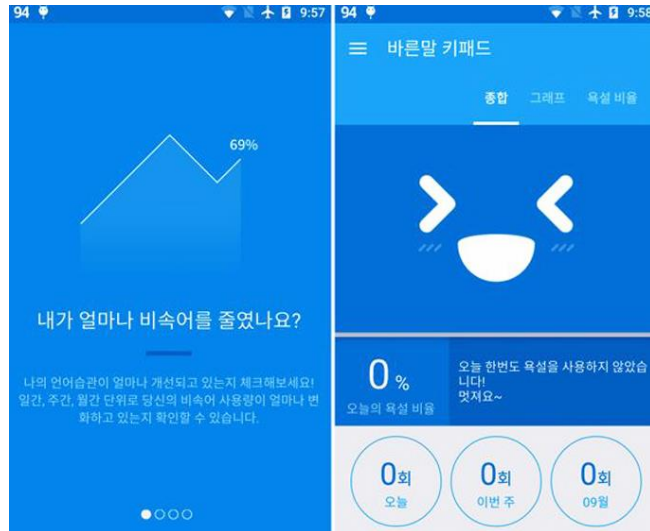 94 9:57
69%
내가 얼마나 비속어를 줄였나요?
나의 언어습관이 얼마나 개선되고 있는지 체크해보세요!
일간, 주간, 월간 단위로 당신의 비속어 사용량이 얼마나 변
화하고 있는지 확인할 수 있습니다.
94 9:58
바른말 키패드
종합 그래프 욕설 비율
0 %
오늘의 욕설 비율
오늘 한번도 욕설을 사용하지 않았습
니다!
멋져요~
0회 0회 0회
오늘 이번 주 09월